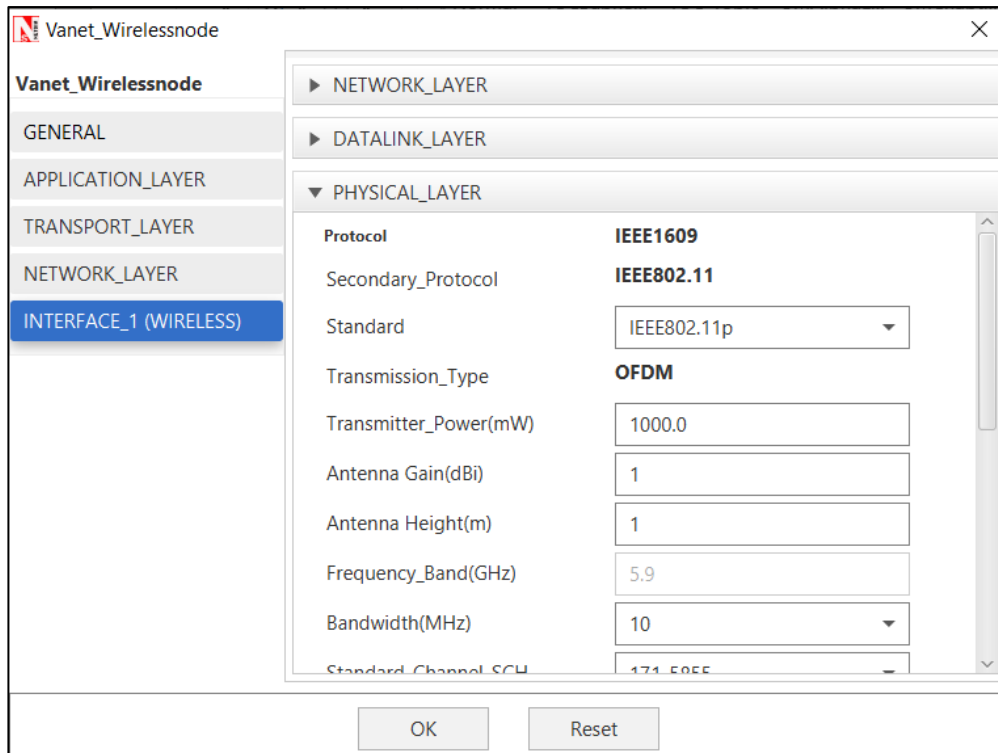 Vanet_Wirelessnode
Vanet_Wirelessnode
GENERAL
APPLICATION_LAYER
TRANSPORT_LAYER
NETWORK_LAYER
INTERFACE_1 (WIRELESS)
NETWORK_LAYER
DATALINK_LAYER
PHYSICAL_LAYER
Protocol IEEE1609
Secondary_Protocol IEEE802.11
Standard IEEE802.11p
Transmission_Type OFDM
Transmitter_Power(mW) 1000.0
Antenna Gain(dBi) 1
Antenna Height(m) 1
Frequency_Band(GHz) 5.9
Bandwidth(MHz) 10
Standard_Channel_SCH 171_5855
OK Reset